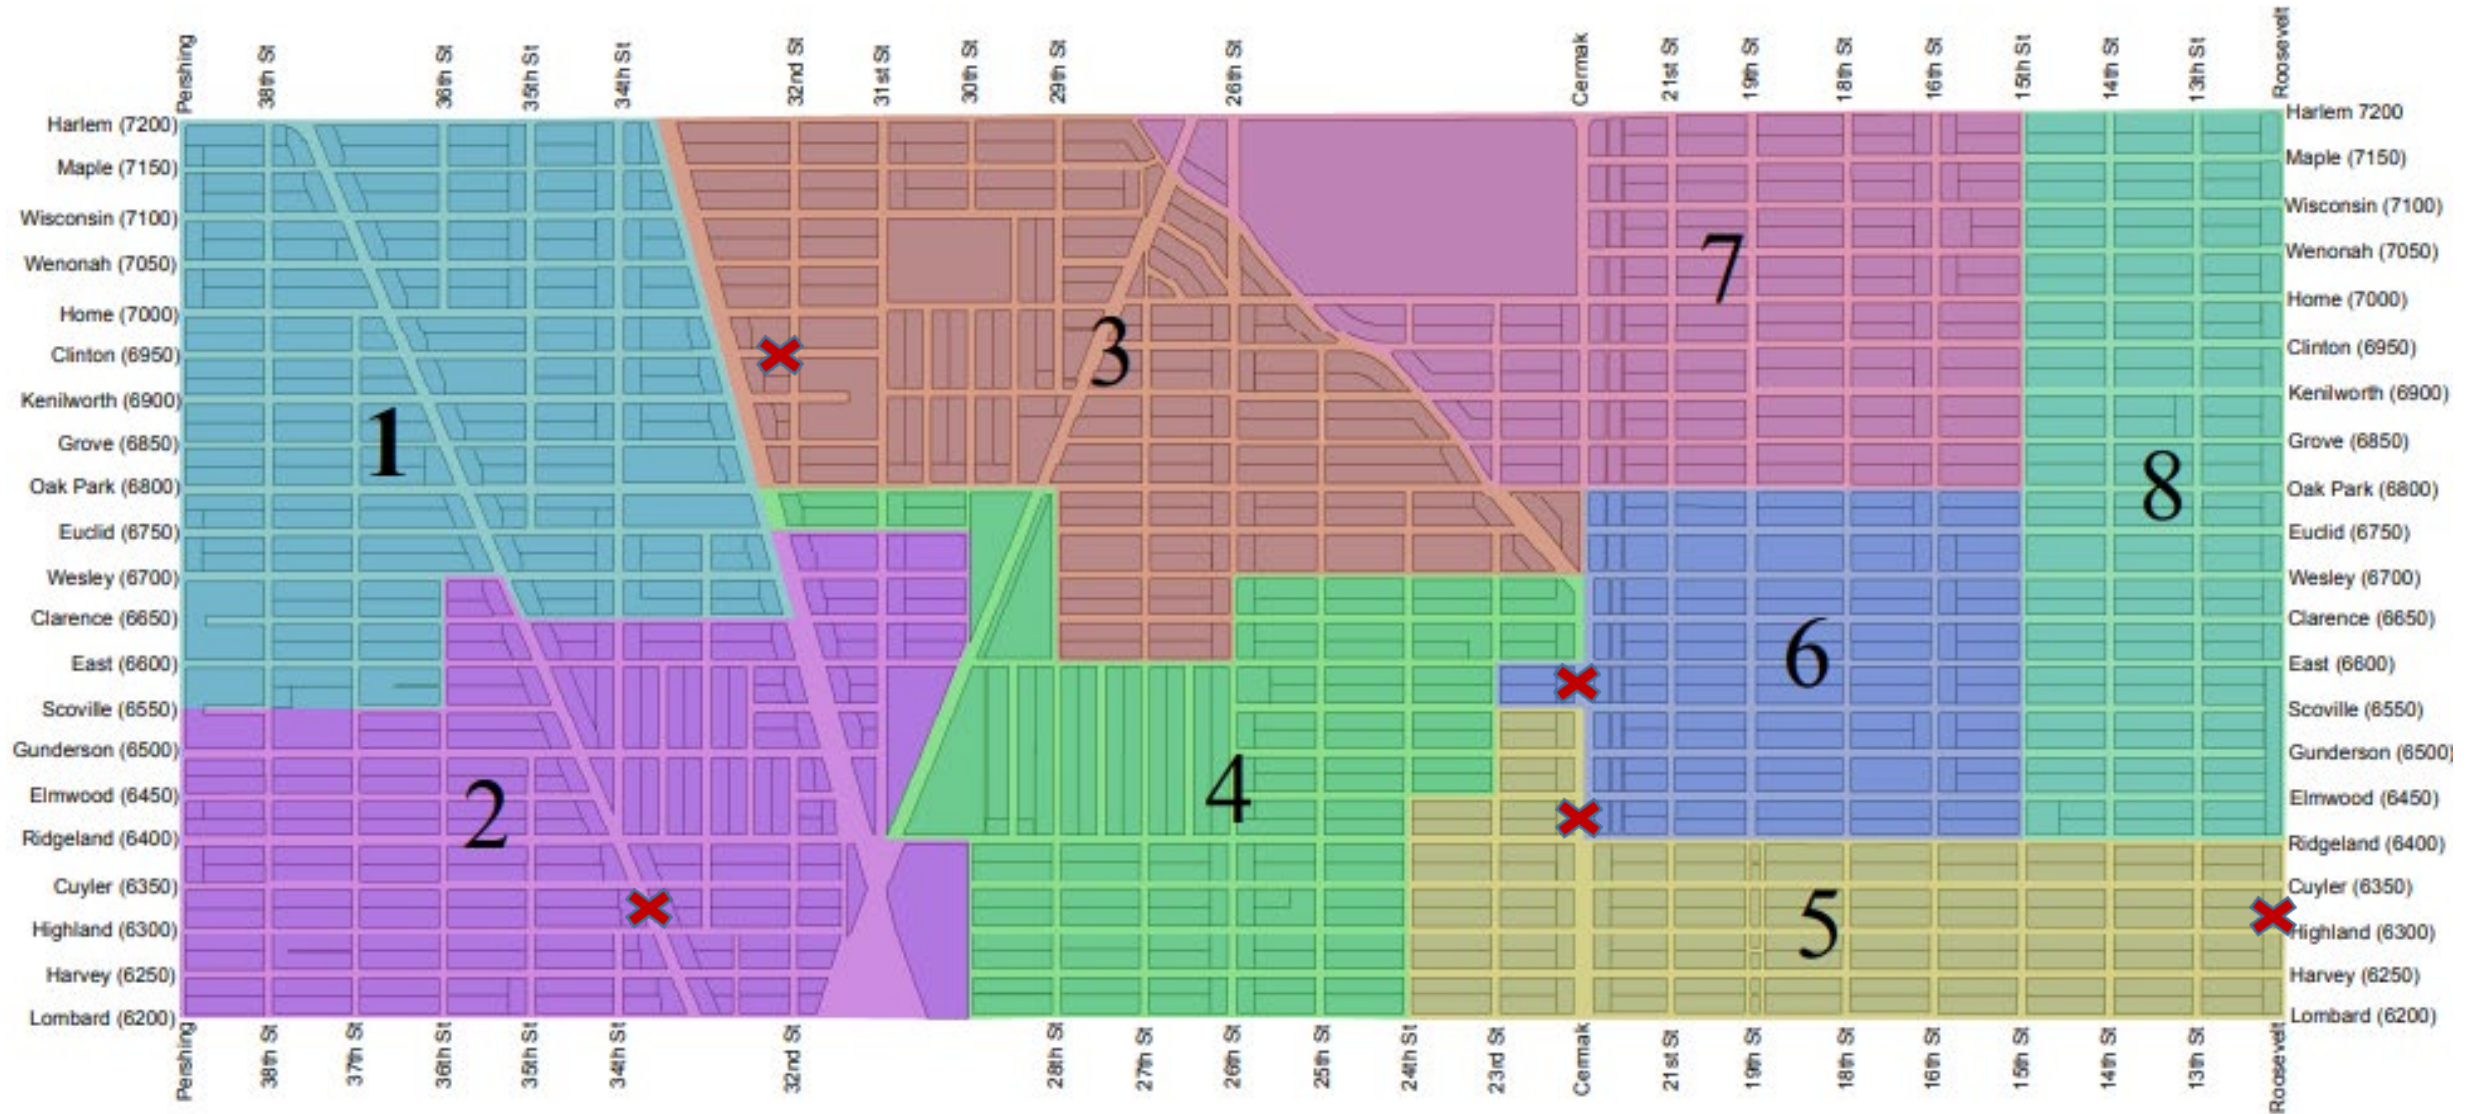 Pershing
38th St
36th St
35th St
34th St
32nd St
31st St
30th St
29th St
26th St
Cermak
21st St
19th St
18th St
16th St
15th St
14th St
13th St
Roosevelt
Harlem (7200)
Maple (7150)
Wisconsin (7100)
Wenonah (7050)
Home (7000)
Clinton (6950)
Kenilworth (6900)
Grove (6850)
Oak Park (6800)
Euclid (6750)
Wesley (6700)
Clarence (6650)
East (6600)
Scoville (6550)
Gunderson (6500)
Elmwood (6450)
Ridgeland (6400)
Cuyler (6350)
Highland (6300)
Harvey (6250)
Lombard (6200)
1
2
3
4
5
6
7
8
Harlem 7200
Maple (7150)
Wisconsin (7100)
Wenonah (7050)
Home (7000)
Clinton (6950)
Kenilworth (6900)
Grove (6850)
Oak Park (6800)
Euclid (6750)
Wesley (6700)
Clarence (6650)
East (6600)
Scoville (6550)
Gunderson (6500)
Elmwood (6450)
Ridgeland (6400)
Cuyler (6350)
Highland (6300)
Harvey (6250)
Lombard (6200)
Pershing
38th St
37th St
36th St
35th St
34th St
32nd St
28th St
27th St
26th St
25th St
24th St
23rd St
Cermak
21st St
19th St
18th St
16th St
15th St
14th St
13th St
Roosevelt